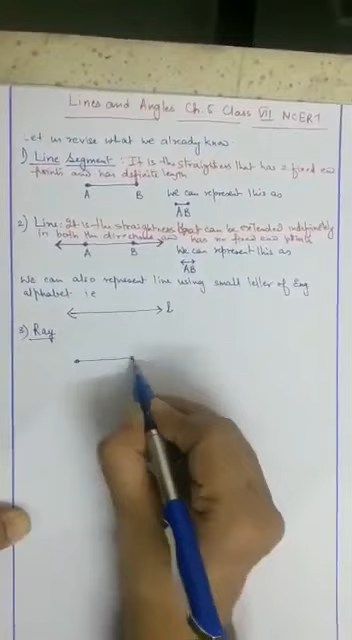 Lines and Angles Ch. 5 Class VII NCERT
Let us revise what we already know
1) Line Segment : It is the straightness that has 2 fixed end
points and has definite length
A B We can represent this as
AB
2) Line: It is the straightness that can be extended indefinitely
in both the directions and has no fixed end points
A B We can represent this as
AB
We can also represent line using small letter of Eng
alphabet i.e
l
3) Ray